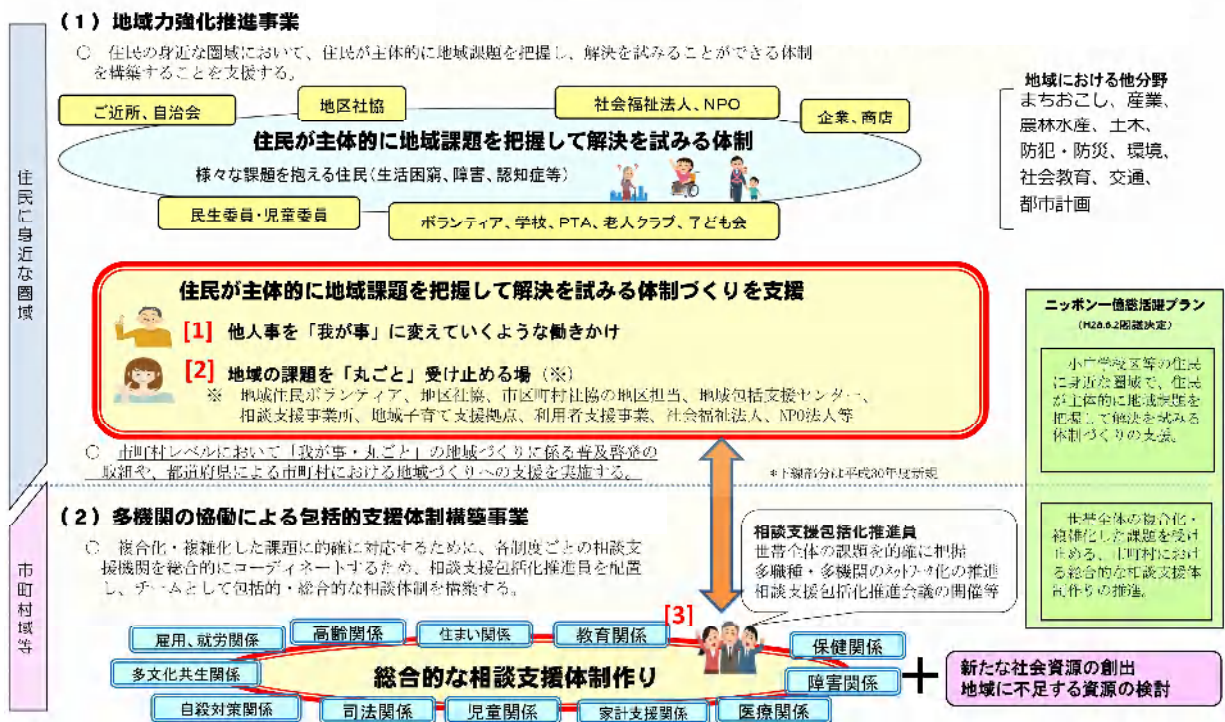 (1)地域力強化推進事業
○ 住民の身近な圏域において、住民が主体的に地域課題を把握し、解決を試みることができる体制
を構築することを支援する。
ご近所、自治会
地区社協
社会福祉法人、NPO
企業、商店
住民が主体的に地域課題を把握して解決を試みる体制
様々な課題を抱える住民(生活困窮、障害、認知症等)
民生委員・児童委員
ボランティア、学校、PTA、老人クラブ、子ども会
地域における他分野
まちおこし、産業、
農林水産、土木、
防犯・防災、環境、
社会教育、交通、
都市計画
住民に身近な圏域
住民が主体的に地域課題を把握して解決を試みる体制づくりを支援
[1] 他人事を「我が事」に変えていくような働きかけ
[2] 地域の課題を「丸ごと」受け止める場(※)
※ 地域住民ボランティア、地区社協、市区町村社協の地区担当、地域包括支援センター、
相談支援事業所、地域子育て支援拠点、利用者支援事業、社会福祉法人、NPO法人等
○ 市町村レベルにおいて「我が事・丸ごと」の地域づくりに係る普及啓発の
取組や、都道府県による市町村における地域づくりへの支援を実施する。
*下線部分は平成30年度新規
ニッポン一億総活躍プラン
(H28.6.2閣議決定)
小中学校区等の住民
に身近な圏域で、住民
が主体的に地域課題を
把握して解決を試みる
体制づくりの支援。
世帯全体の複合化・
複雑化した課題を受け
止める、市町村におけ
る総合的な相談支援体
制作りの推進。
市町村域等
(2)多機関の協働による包括的支援体制構築事業
○ 複合化・複雑化した課題に的確に対応するために、各制度ごとの相談支
援機関を総合的にコーディネートするため、相談支援包括化推進員を配置
し、チームとして包括的・総合的な相談体制を構築する。
相談支援包括化推進員
世帯全体の課題を的確に把握
多職種・多機関のネットワーク化の推進
相談支援包括化推進会議の開催等
[3]
雇用、就労関係
高齢関係
住まい関係
教育関係
保健関係
多文化共生関係
総合的な相談支援体制作り
障害関係
自殺対策関係
司法関係
児童関係
家計支援関係
医療関係
+
新たな社会資源の創出
地域に不足する資源の検討